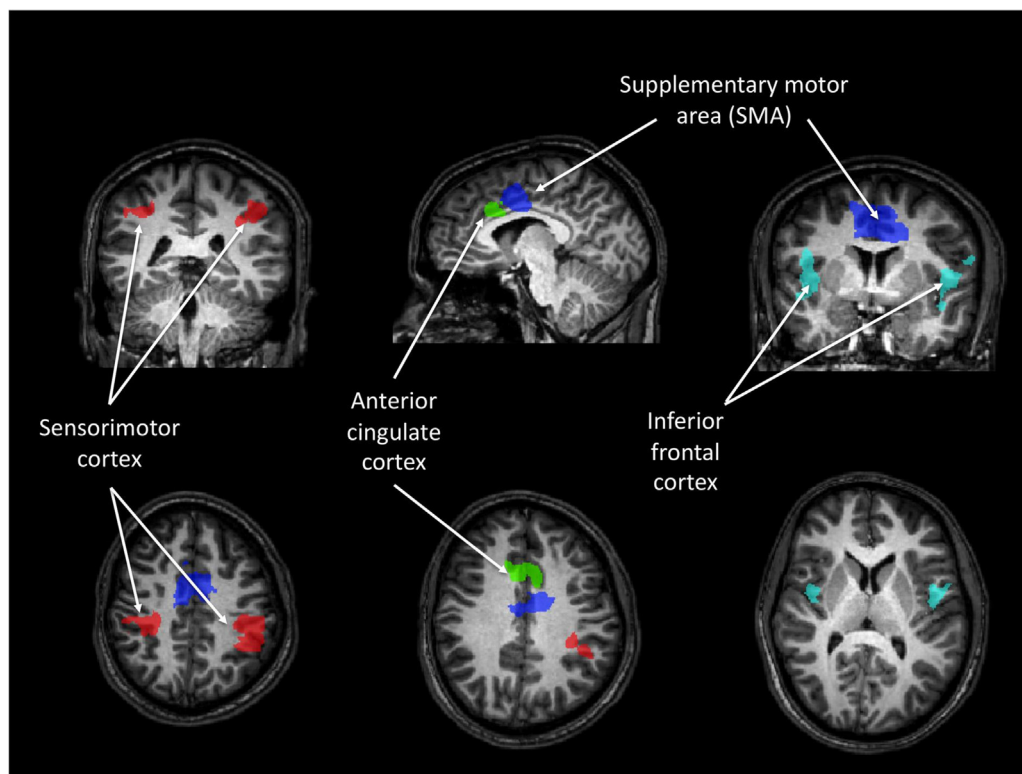 Supplementary motor
area (SMA)
Sensorimotor
cortex
Anterior
cingulate
cortex
Inferior
frontal
cortex